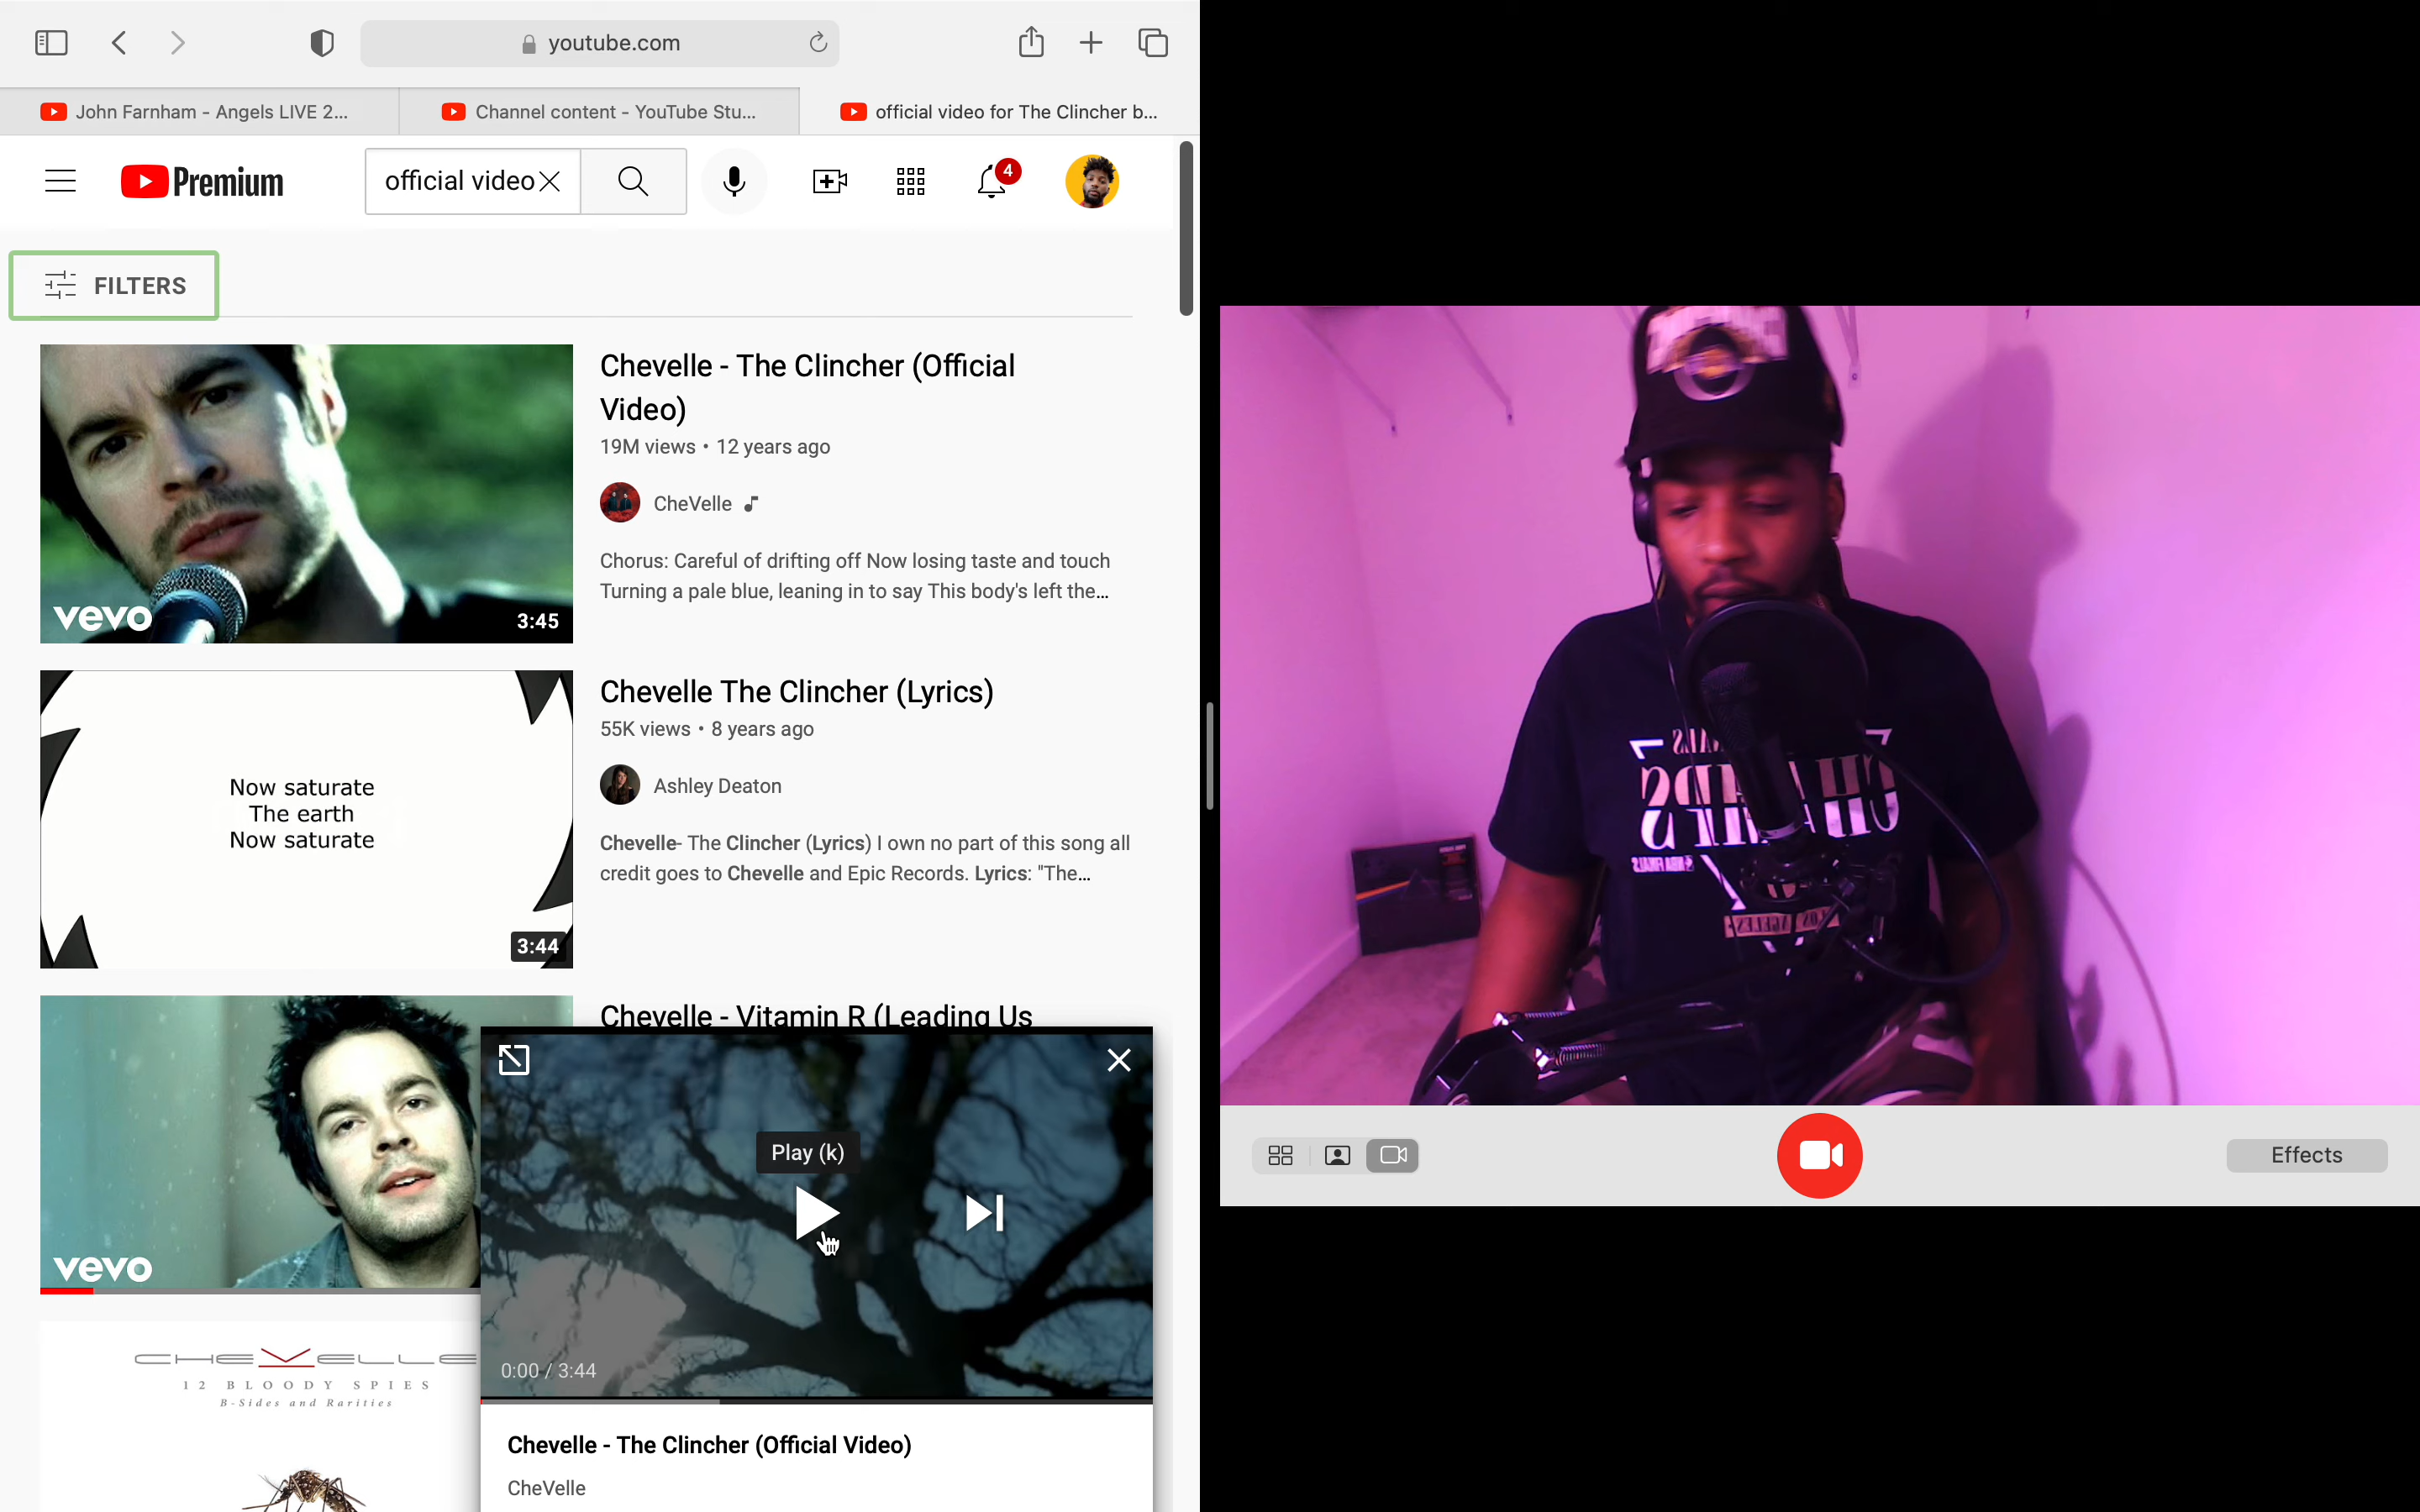 youtube.com
John Farnham - Angels LIVE 2...
Channel content - YouTube Stu...
official video for The Clincher b...
Premium
official video
4
FILTERS
vevo
3:45
Chevelle - The Clincher (Official
Video)
19M views • 12 years ago
CheVelle
Chorus: Careful of drifting off Now losing taste and touch
Turning a pale blue, leaning in to say This body's left the...
Now saturate
The earth
Now saturate
3:44
Chevelle The Clincher (Lyrics)
55K views • 8 years ago
Ashley Deaton
Chevelle- The Clincher (Lyrics) I own no part of this song all
credit goes to Chevelle and Epic Records. Lyrics: "The...
vevo
Chevelle - Vitamin R (Leading Us
CHEVELLE
12 BLOODY SPIES
B-Sides and Rarities
Play (k)
0:00 / 3:44
Chevelle - The Clincher (Official Video)
CheVelle
Effects